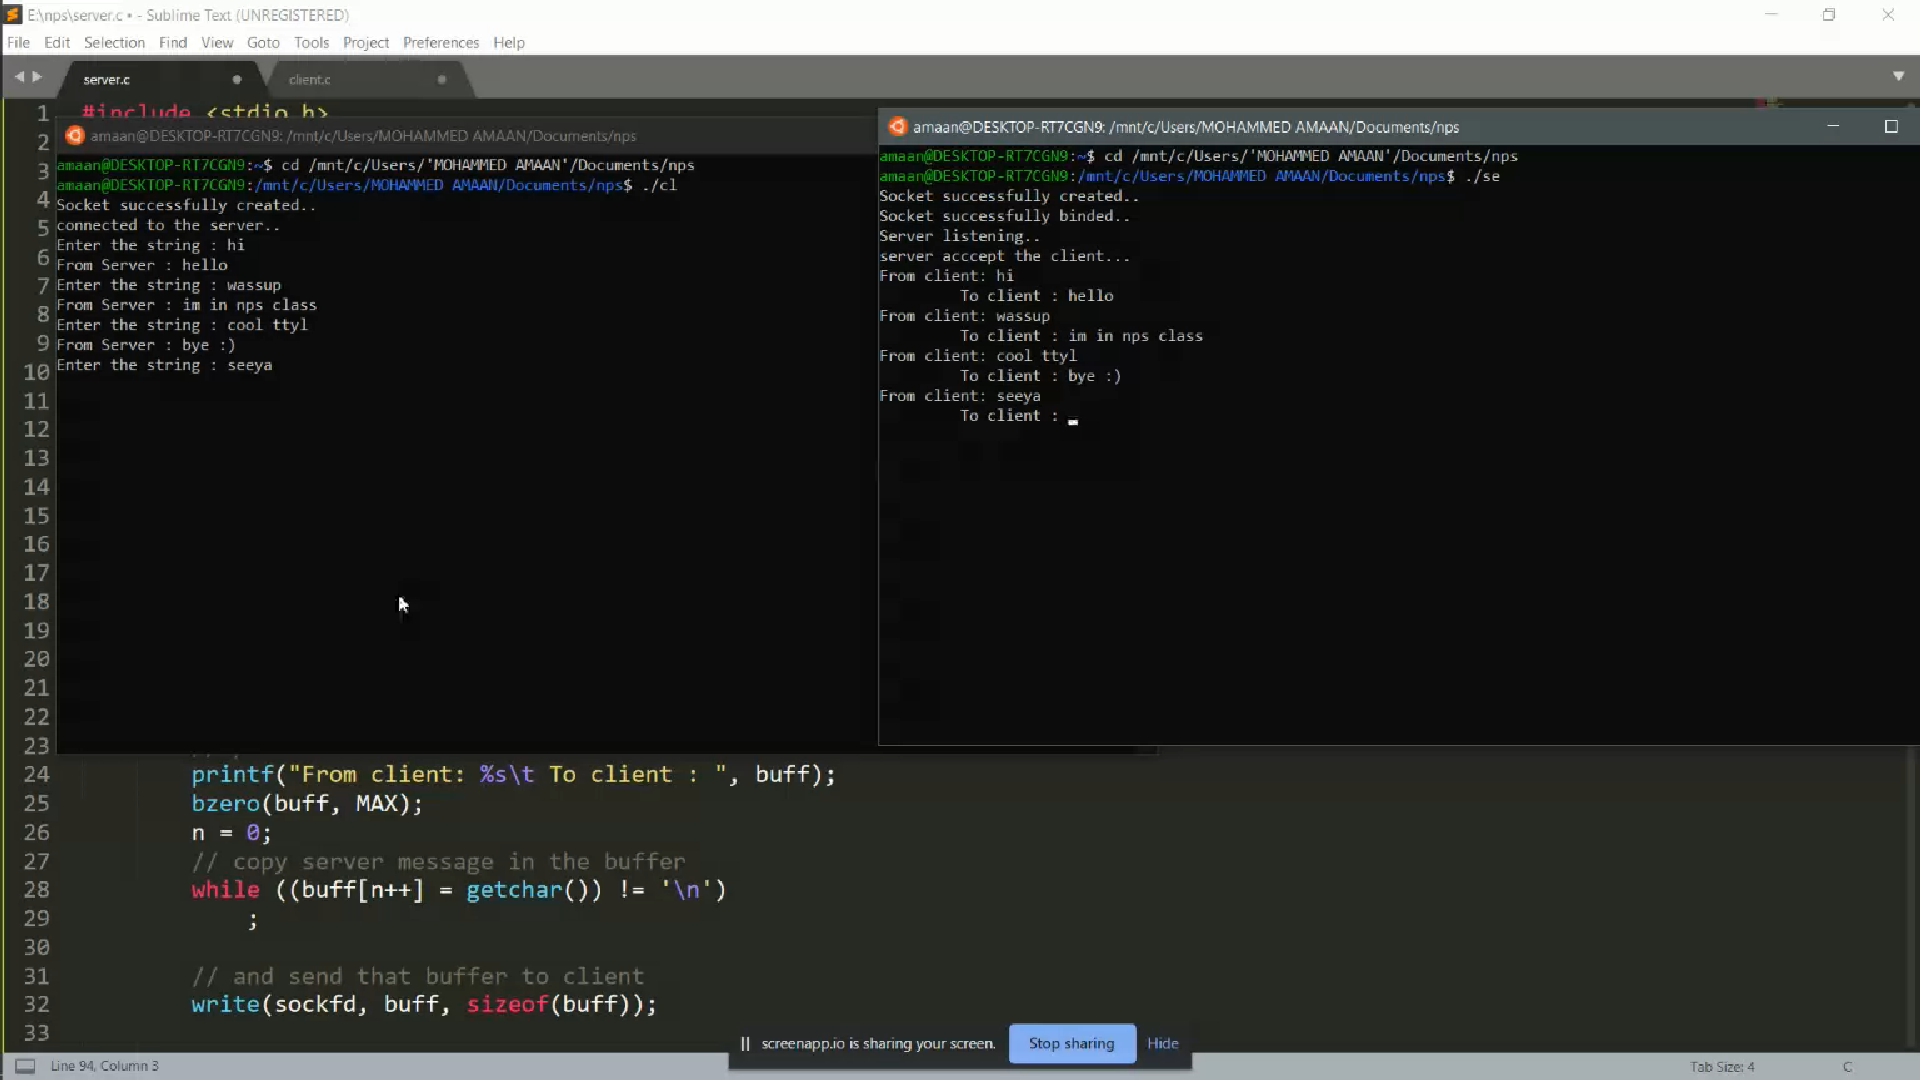 E:\nps\server.c • - Sublime Text (UNREGISTERED)
File Edit Selection Find View Goto Tools Project Preferences Help
server.c client.c
1 #include <stdio.h>
2
3
4
5
6
7
8
9
10
11
12
13
14
15
16
17
18
19
20
21
22
23
amaan@DESKTOP-RT7CGN9: /mnt/c/Users/MOHAMMED AMAAN/Documents/nps
amaan@DESKTOP-RT7CGN9:~$ cd /mnt/c/Users/'MOHAMMED AMAAN'/Documents/nps
amaan@DESKTOP-RT7CGN9:/mnt/c/Users/MOHAMMED AMAAN/Documents/nps$ ./cl
Socket successfully created..
connected to the server..
Enter the string : hi
From Server : hello
Enter the string : wassup
From Server : im in nps class
Enter the string : cool ttyl
From Server : bye :)
Enter the string : seeya
amaan@DESKTOP-RT7CGN9: /mnt/c/Users/MOHAMMED AMAAN/Documents/nps
amaan@DESKTOP-RT7CGN9:~$ cd /mnt/c/Users/'MOHAMMED AMAAN'/Documents/nps
amaan@DESKTOP-RT7CGN9:/mnt/c/Users/MOHAMMED AMAAN/Documents/nps$ ./se
Socket successfully created..
Socket successfully binded..
Server listening..
server acccept the client...
From client: hi
To client : hello
From client: wassup
To client : im in nps class
From client: cool ttyl
To client : bye :)
From client: seeya
To client :
24 printf("From client: %s\t To client : ", buff);
25 bzero(buff, MAX);
26 n = 0;
27 // copy server message in the buffer
28 while ((buff[n++] = getchar()) != '\n')
29 ;
30
31 // and send that buffer to client
32 write(sockfd, buff, sizeof(buff));
33
screenapp.io is sharing your screen. Stop sharing Hide
Line 94, Column 3 Tab Size: 4 C